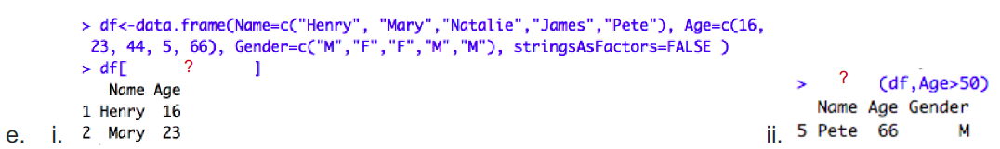 > df<-data.frame(Name=c("Henry", "Mary","Natalie","James","Pete"), Age=c(16,
23, 44, 5, 66), Gender=c("M","F","F","M","M"), stringsAsFactors=FALSE )
> df[ ? ]
Name Age
1 Henry 16
e. i. 2 Mary 23
> ? (df,Age>50)
Name Age Gender
ii. 5 Pete 66 M